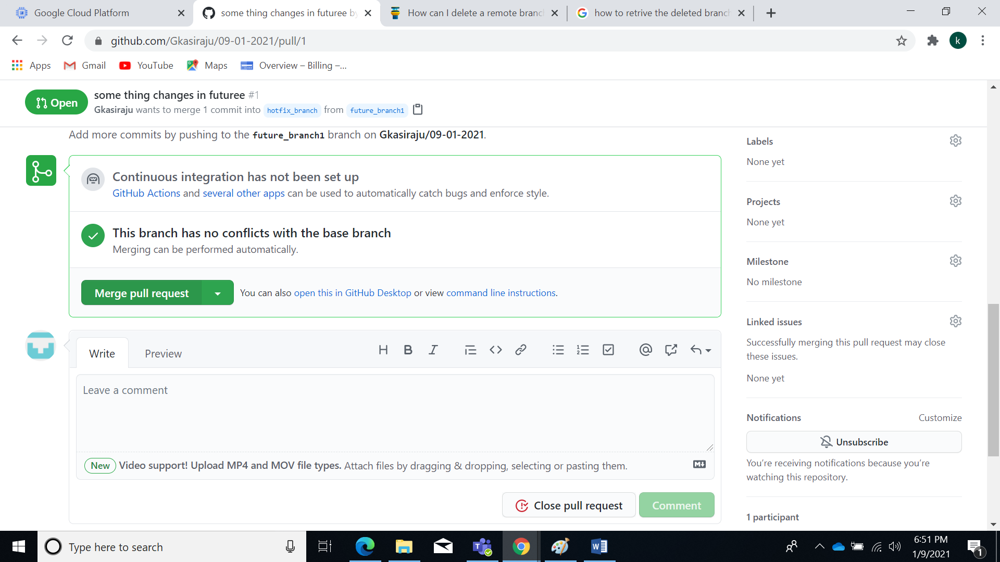 Google Cloud Platform
some thing changes in futuree by
How can I delete a remote branc
how to retrive the deleted branch
github.com/Gkasiraju/09-01-2021/pull/1
k
Apps
Gmail
YouTube
Maps
Overview – Billing –...
Open
some thing changes in futuree #1
Gkasiraju wants to merge 1 commit into hotfix_branch from future_branch1
Add more commits by pushing to the future_branch1 branch on Gkasiraju/09-01-2021.
Continuous integration has not been set up
GitHub Actions and several other apps can be used to automatically catch bugs and enforce style.
This branch has no conflicts with the base branch
Merging can be performed automatically.
Merge pull request
You can also open this in GitHub Desktop or view command line instructions.
Write
Preview
Leave a comment
New Video support! Upload MP4 and MOV file types. Attach files by dragging & dropping, selecting or pasting them.
Close pull request
Comment
Labels
None yet
Projects
None yet
Milestone
No milestone
Linked issues
Successfully merging this pull request may close
these issues.
None yet
Notifications
Customize
Unsubscribe
You’re receiving notifications because you’re
watching this repository.
1 participant
Type here to search
6:51 PM
1/9/2021
1